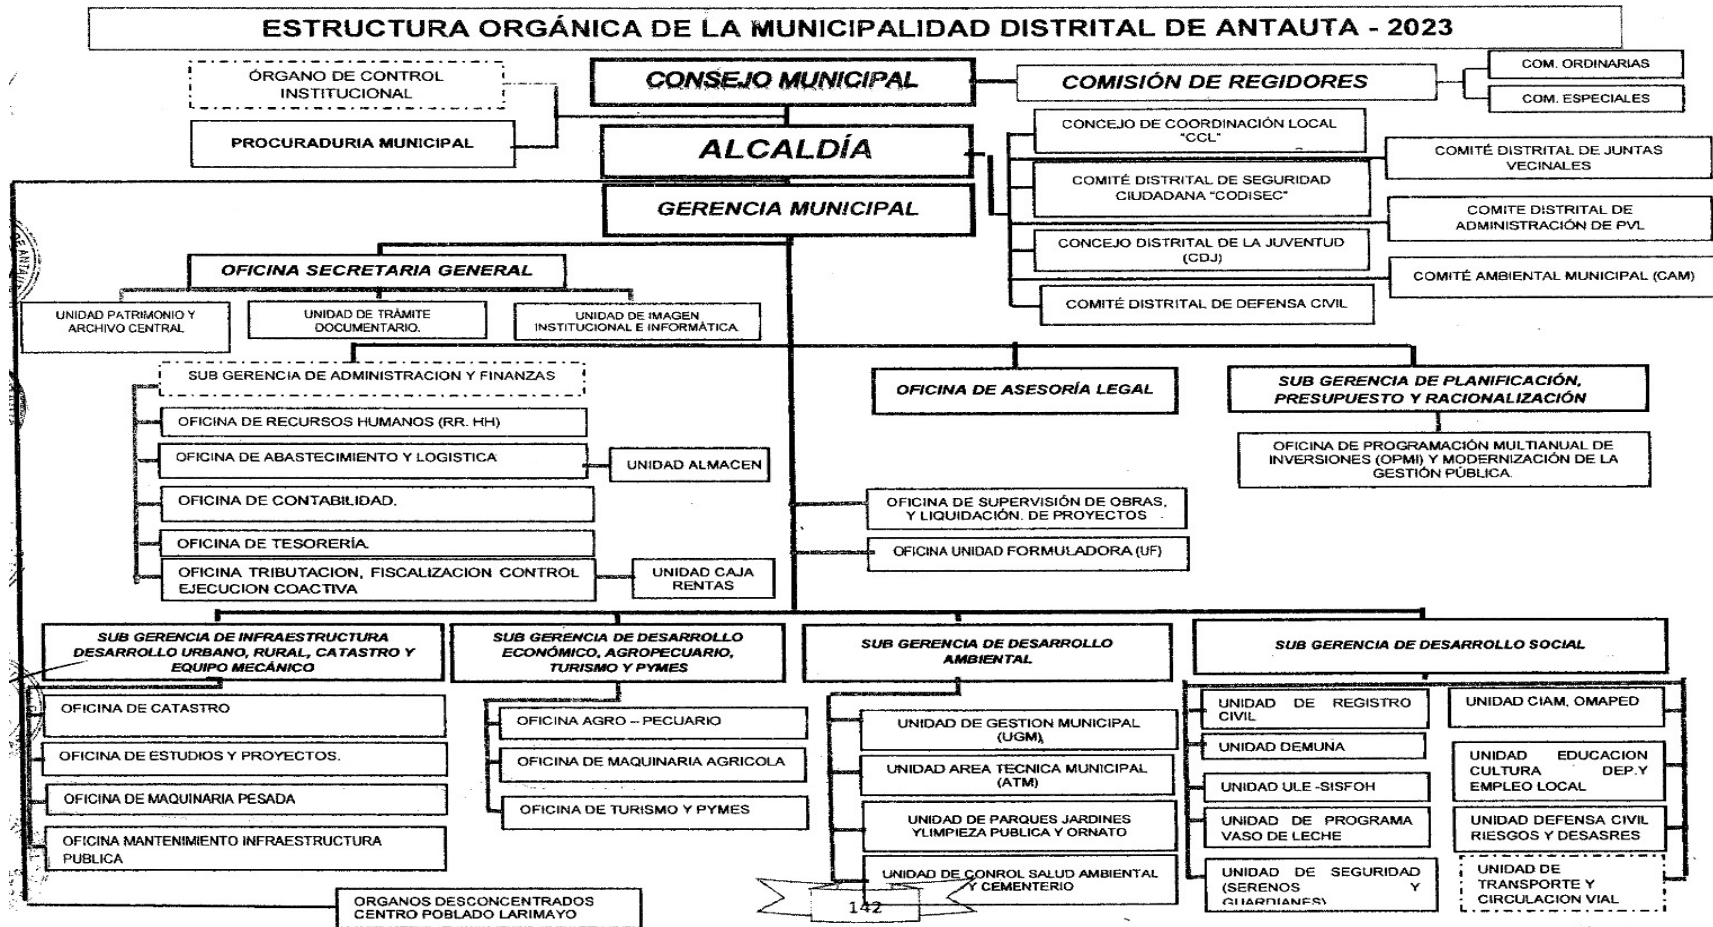 ESTRUCTURA ORGÁNICA DE LA MUNICIPALIDAD DISTRITAL DE ANTAUTA - 2023
ÓRGANO DE CONTROL
INSTITUCIONAL
CONSEJO MUNICIPAL
COMISIÓN DE REGIDORES
COM. ORDINARIAS
COM. ESPECIALES
PROCURADURIA MUNICIPAL
ALCALDÍA
CONCEJO DE COORDINACIÓN LOCAL
"CCL"
COMITÉ DISTRITAL DE JUNTAS
VECINALES
COMITÉ DISTRITAL DE SEGURIDAD
CIUDADANA "CODISEC"
GERENCIA MUNICIPAL
COMITE DISTRITAL DE
ADMINISTRACIÓN DE PVL
CONCEJO DISTRITAL DE LA JUVENTUD
(CDJ)
COMITÉ AMBIENTAL MUNICIPAL (CAM)
COMITÉ DISTRITAL DE DEFENSA CIVIL
OFICINA SECRETARIA GENERAL
UNIDAD PATRIMONIO Y
ARCHIVO CENTRAL
UNIDAD DE TRÁMITE
DOCUMENTARIO.
UNIDAD DE IMAGEN
INSTITUCIONAL E INFORMÁTICA.
SUB GERENCIA DE ADMINISTRACION Y FINANZAS
OFICINA DE ASESORÍA LEGAL
SUB GERENCIA DE PLANIFICACIÓN,
PRESUPUESTO Y RACIONALIZACIÓN
OFICINA DE RECURSOS HUMANOS (RR. HH)
OFICINA DE ABASTECIMIENTO Y LOGISTICA
UNIDAD ALMACEN
OFICINA DE PROGRAMACIÓN MULTIANUAL DE
INVERSIONES (OPMI) Y MODERNIZACIÓN DE LA
GESTIÓN PÚBLICA.
OFICINA DE CONTABILIDAD.
OFICINA DE SUPERVISIÓN DE OBRAS,
Y LIQUIDACIÓN. DE PROYECTOS
OFICINA DE TESORERÍA.
OFICINA UNIDAD FORMULADORA (UF)
OFICINA TRIBUTACION, FISCALIZACION CONTROL
EJECUCION COACTIVA
UNIDAD CAJA
RENTAS
SUB GERENCIA DE INFRAESTRUCTURA
DESARROLLO URBANO, RURAL, CATASTRO Y
EQUIPO MECÁNICO
SUB GERENCIA DE DESARROLLO
ECONÓMICO, AGROPECUARIO,
TURISMO Y PYMES
SUB GERENCIA DE DESARROLLO
AMBIENTAL
SUB GERENCIA DE DESARROLLO SOCIAL
OFICINA DE CATASTRO
OFICINA DE ESTUDIOS Y PROYECTOS.
OFICINA DE MAQUINARIA PESADA
OFICINA MANTENIMIENTO INFRAESTRUCTURA
PUBLICA
OFICINA AGRO – PECUARIO
OFICINA DE MAQUINARIA AGRICOLA
OFICINA DE TURISMO Y PYMES
UNIDAD DE GESTION MUNICIPAL
(UGM),
UNIDAD AREA TECNICA MUNICIPAL
(ATM)
UNIDAD DE PARQUES JARDINES
YLIMPIEZA PUBLICA Y ORNATO
UNIDAD DE CONROL SALUD AMBIENTAL
Y CEMENTERIO
UNIDAD DE REGISTRO
CIVIL
UNIDAD DEMUNA
UNIDAD ULE -SISFOH
UNIDAD DE PROGRAMA
VASO DE LECHE
UNIDAD DE SEGURIDAD
(SERENOS Y
GUARDIANES)
UNIDAD CIAM, OMAPED
UNIDAD EDUCACION
CULTURA DEP.Y
EMPLEO LOCAL
UNIDAD DEFENSA CIVIL
RIESGOS Y DESASRES
UNIDAD DE
TRANSPORTE Y
CIRCULACION VIAL
ORGANOS DESCONCENTRADOS
CENTRO POBLADO LARIMAYO
142